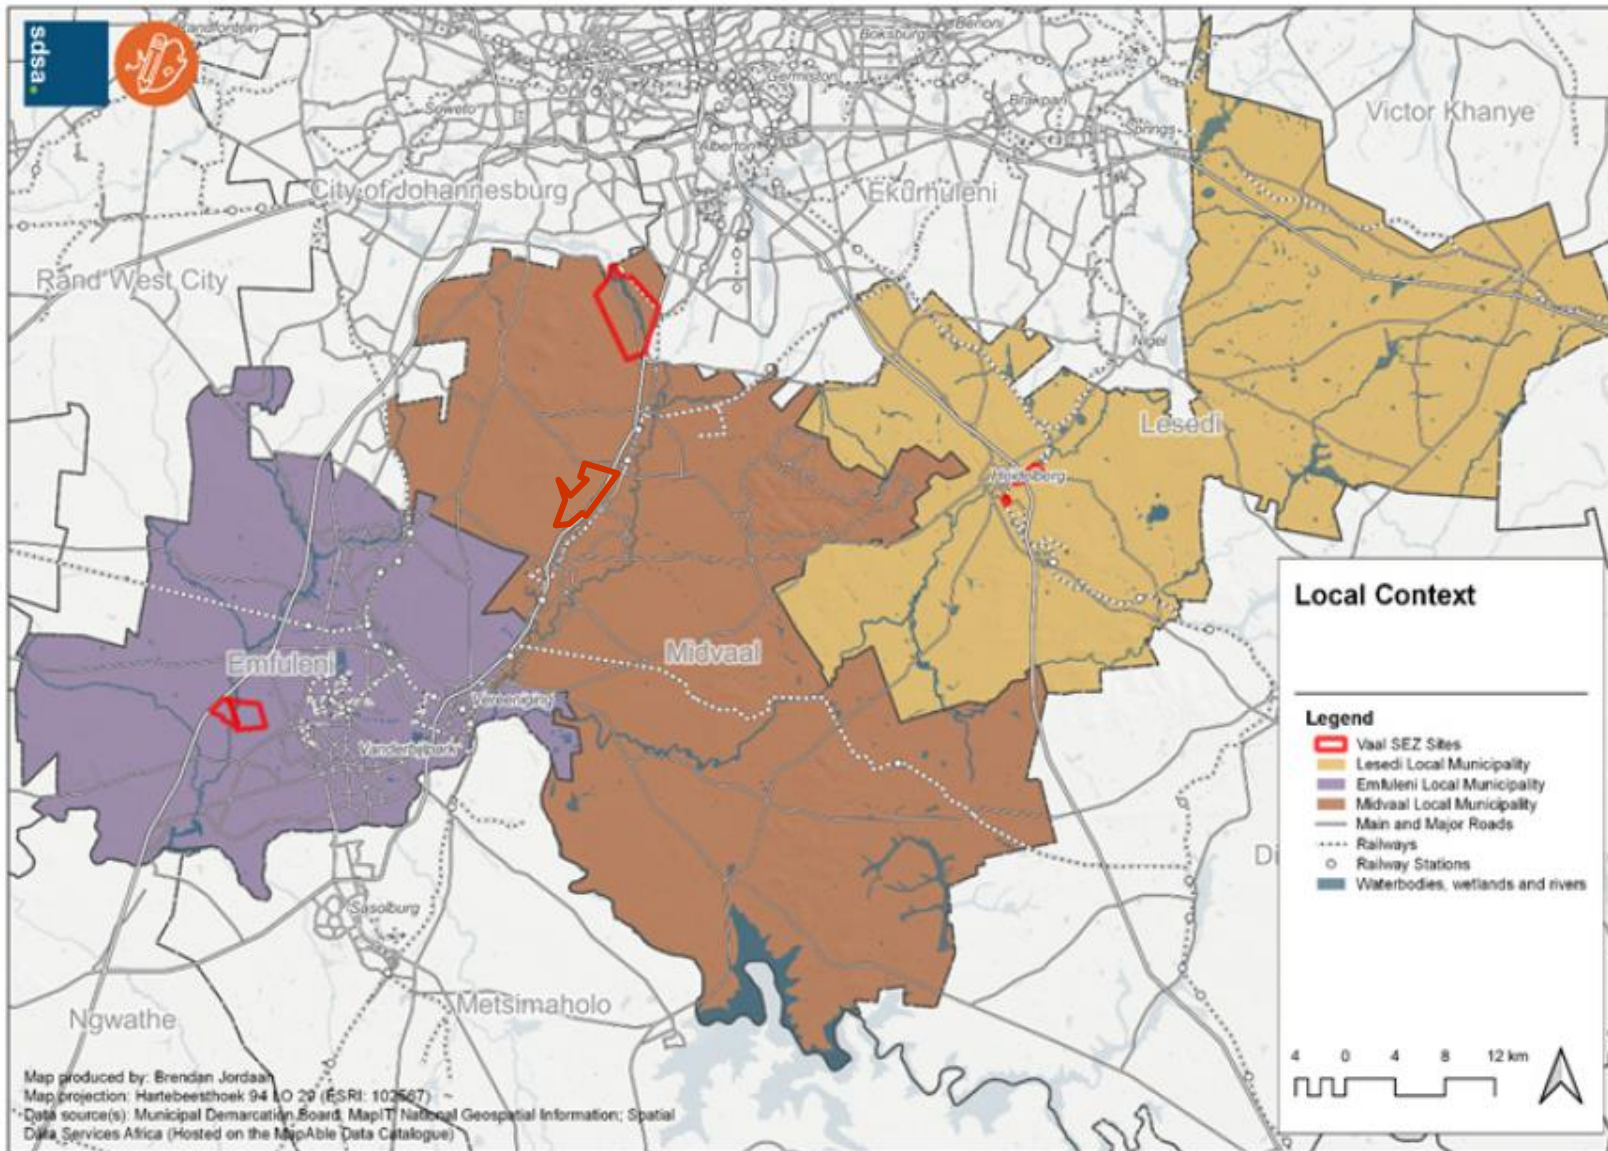 sdsa.
Randfontein
Benoni
Boksburg
Germiston
Soweto
Brakpan
Victor Khanye
Springs
Alberton
City of Johannesburg
Ekurhuleni
Rand West City
Nigel
Lesedi
Heidelberg
Midvaal
Emfuleni
Vereeniging
Vanderbijlpark
Sasolburg
Metsimaholo
Ngwathe
Di
Local Context
Legend
Vaal SEZ Sites
Lesedi Local Municipality
Emfuleni Local Municipality
Midvaal Local Municipality
Main and Major Roads
Railways
Railway Stations
Waterbodies, wetlands and rivers
4 0 4 8 12 km
Map produced by: Brendan Jordaan
Map projection: Hartebeesthoek 94 LO 29 (ESRI: 102567)
Data source(s): Municipal Demarcation Board, MapIT, National Geospatial Information; Spatial
Data Services Africa (Hosted on the MapAble Data Catalogue)